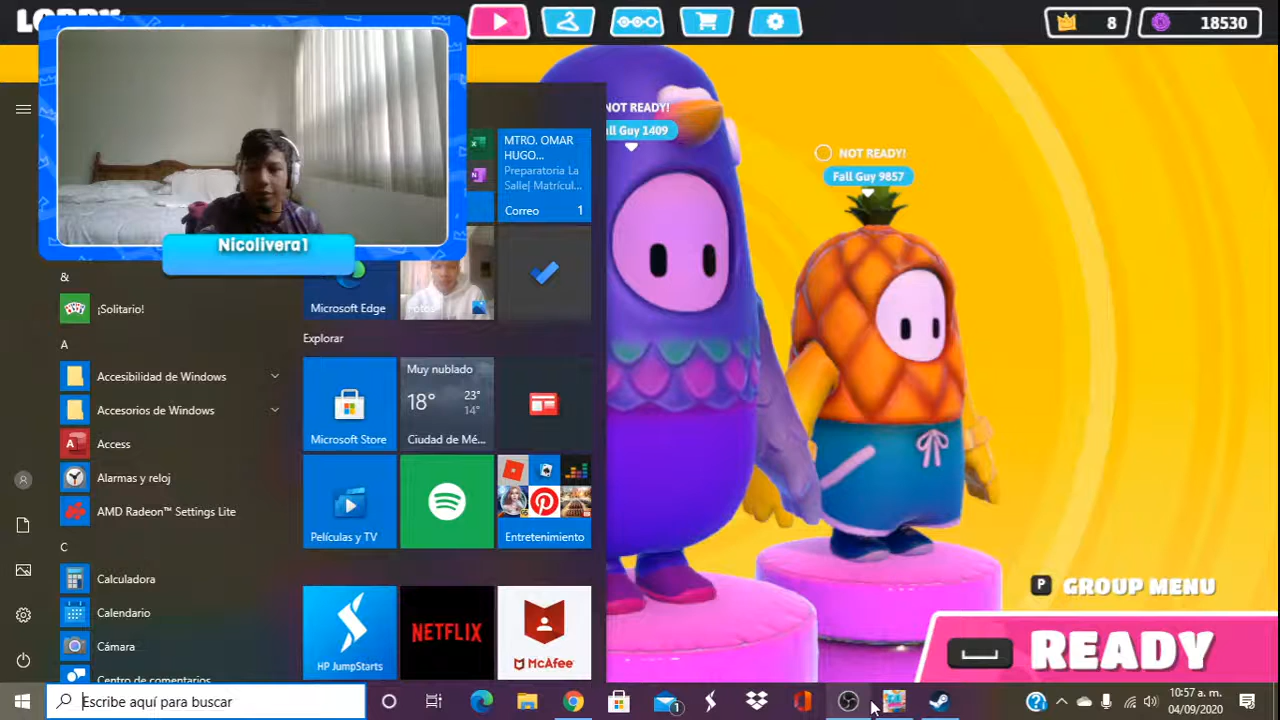 8
18530
NOT READY!
Fall Guy 1409
NOT READY!
Fall Guy 9857
Nicolivera1
MTRO. OMAR
HUGO...
Preparatoria La
Salle| Matrícul...
Correo 1
&
¡Solitario!
Microsoft Edge
Fotos
Explorar
A
Accesibilidad de Windows
Accesorios de Windows
Access
Alarmas y reloj
AMD Radeon™ Settings Lite
C
Calculadora
Calendario
Cámara
Centro de comentarios
Microsoft Store
Muy nublado
18° 23°
14°
Ciudad de Mé...
Películas y TV
Entretenimiento
HP JumpStarts
NETFLIX
McAfee
P GROUP MENU
READY
Escribe aquí para buscar
1
10:57 a. m.
04/09/2020